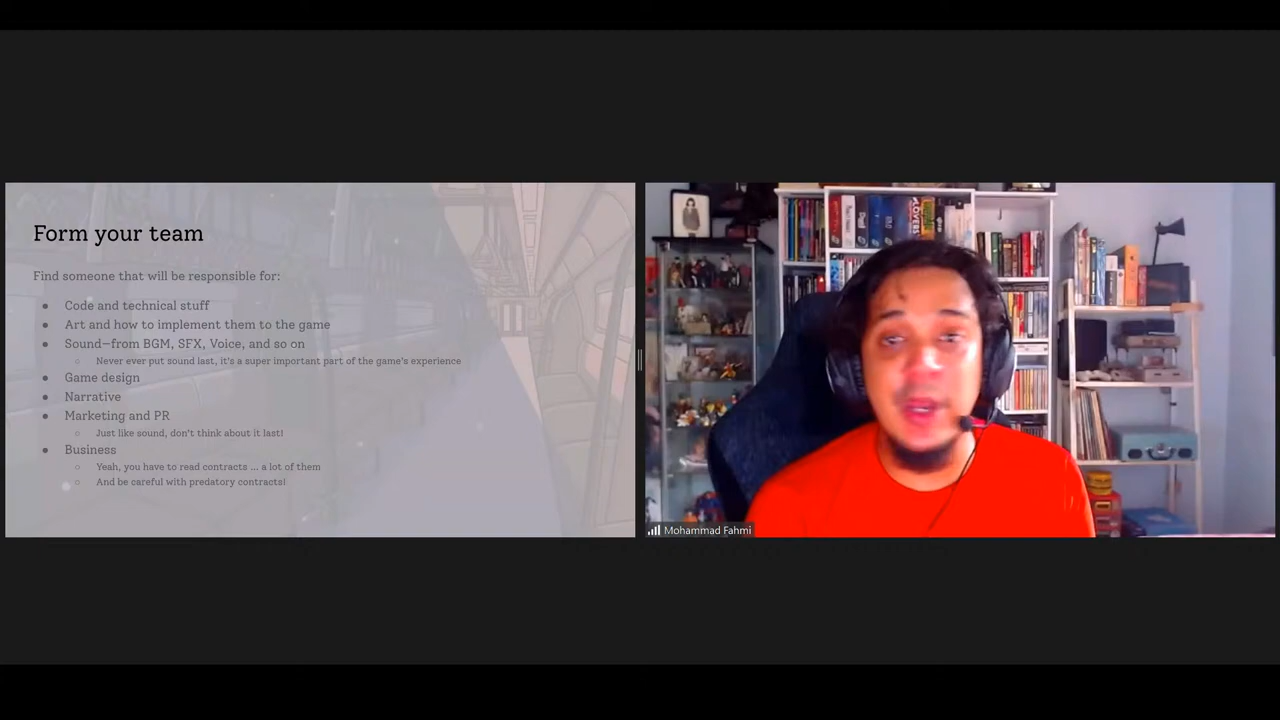 Form your team
Find someone that will be responsible for:
● Code and technical stuff
● Art and how to implement them to the game
● Sound—from BGM, SFX, Voice, and so on
○ Never ever put sound last, it's a super important part of the game's experience
● Game design
● Narrative
● Marketing and PR
○ Just like sound, don't think about it last!
● Business
○ Yeah, you have to read contracts ... a lot of them
○ And be careful with predatory contracts!
Mohammad Fahmi